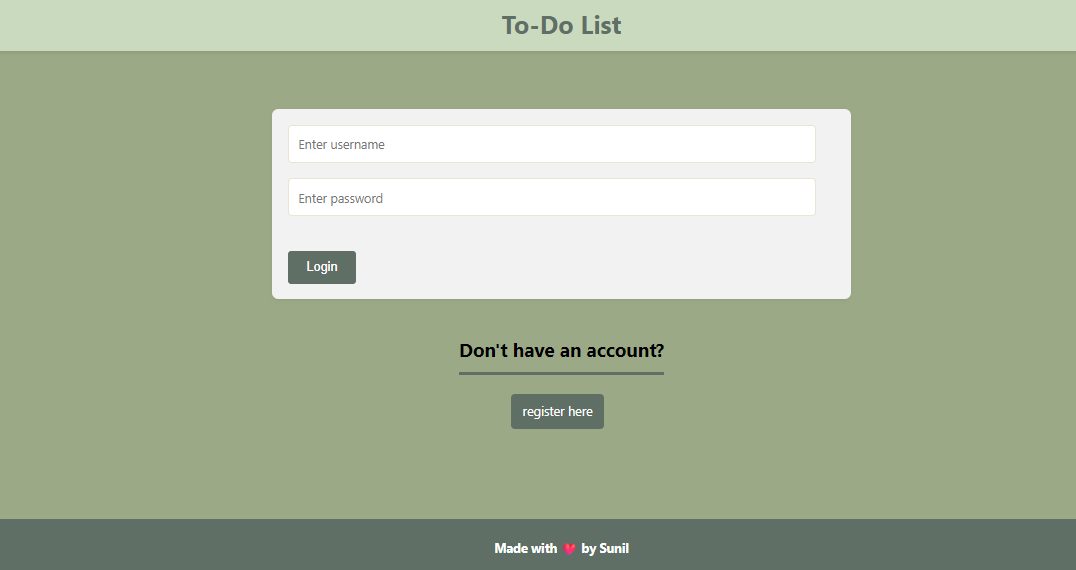 To-Do List
Enter username
Enter password
Login
Don't have an account?
register here
Made with 💗 by Sunil